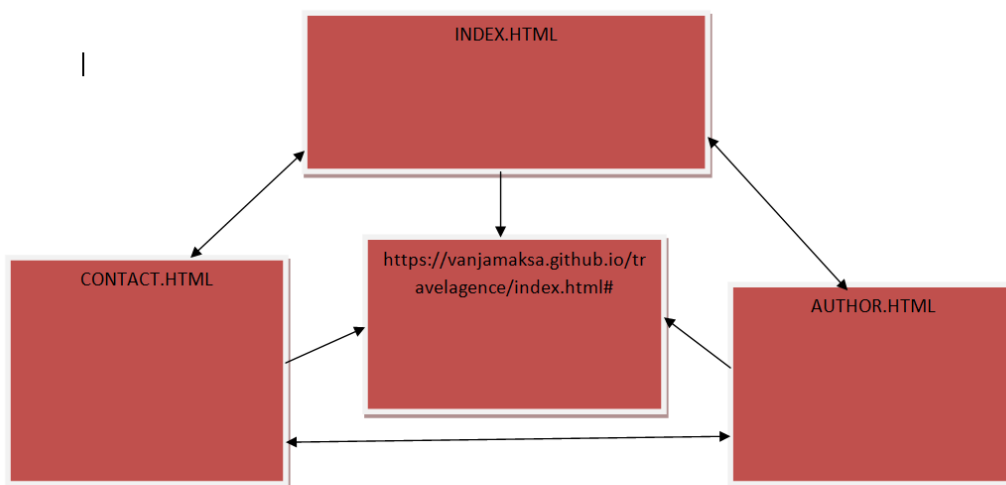 INDEX.HTML
https://vanjamaksa.github.io/tr
avelagence/index.html#
CONTACT.HTML
AUTHOR.HTML